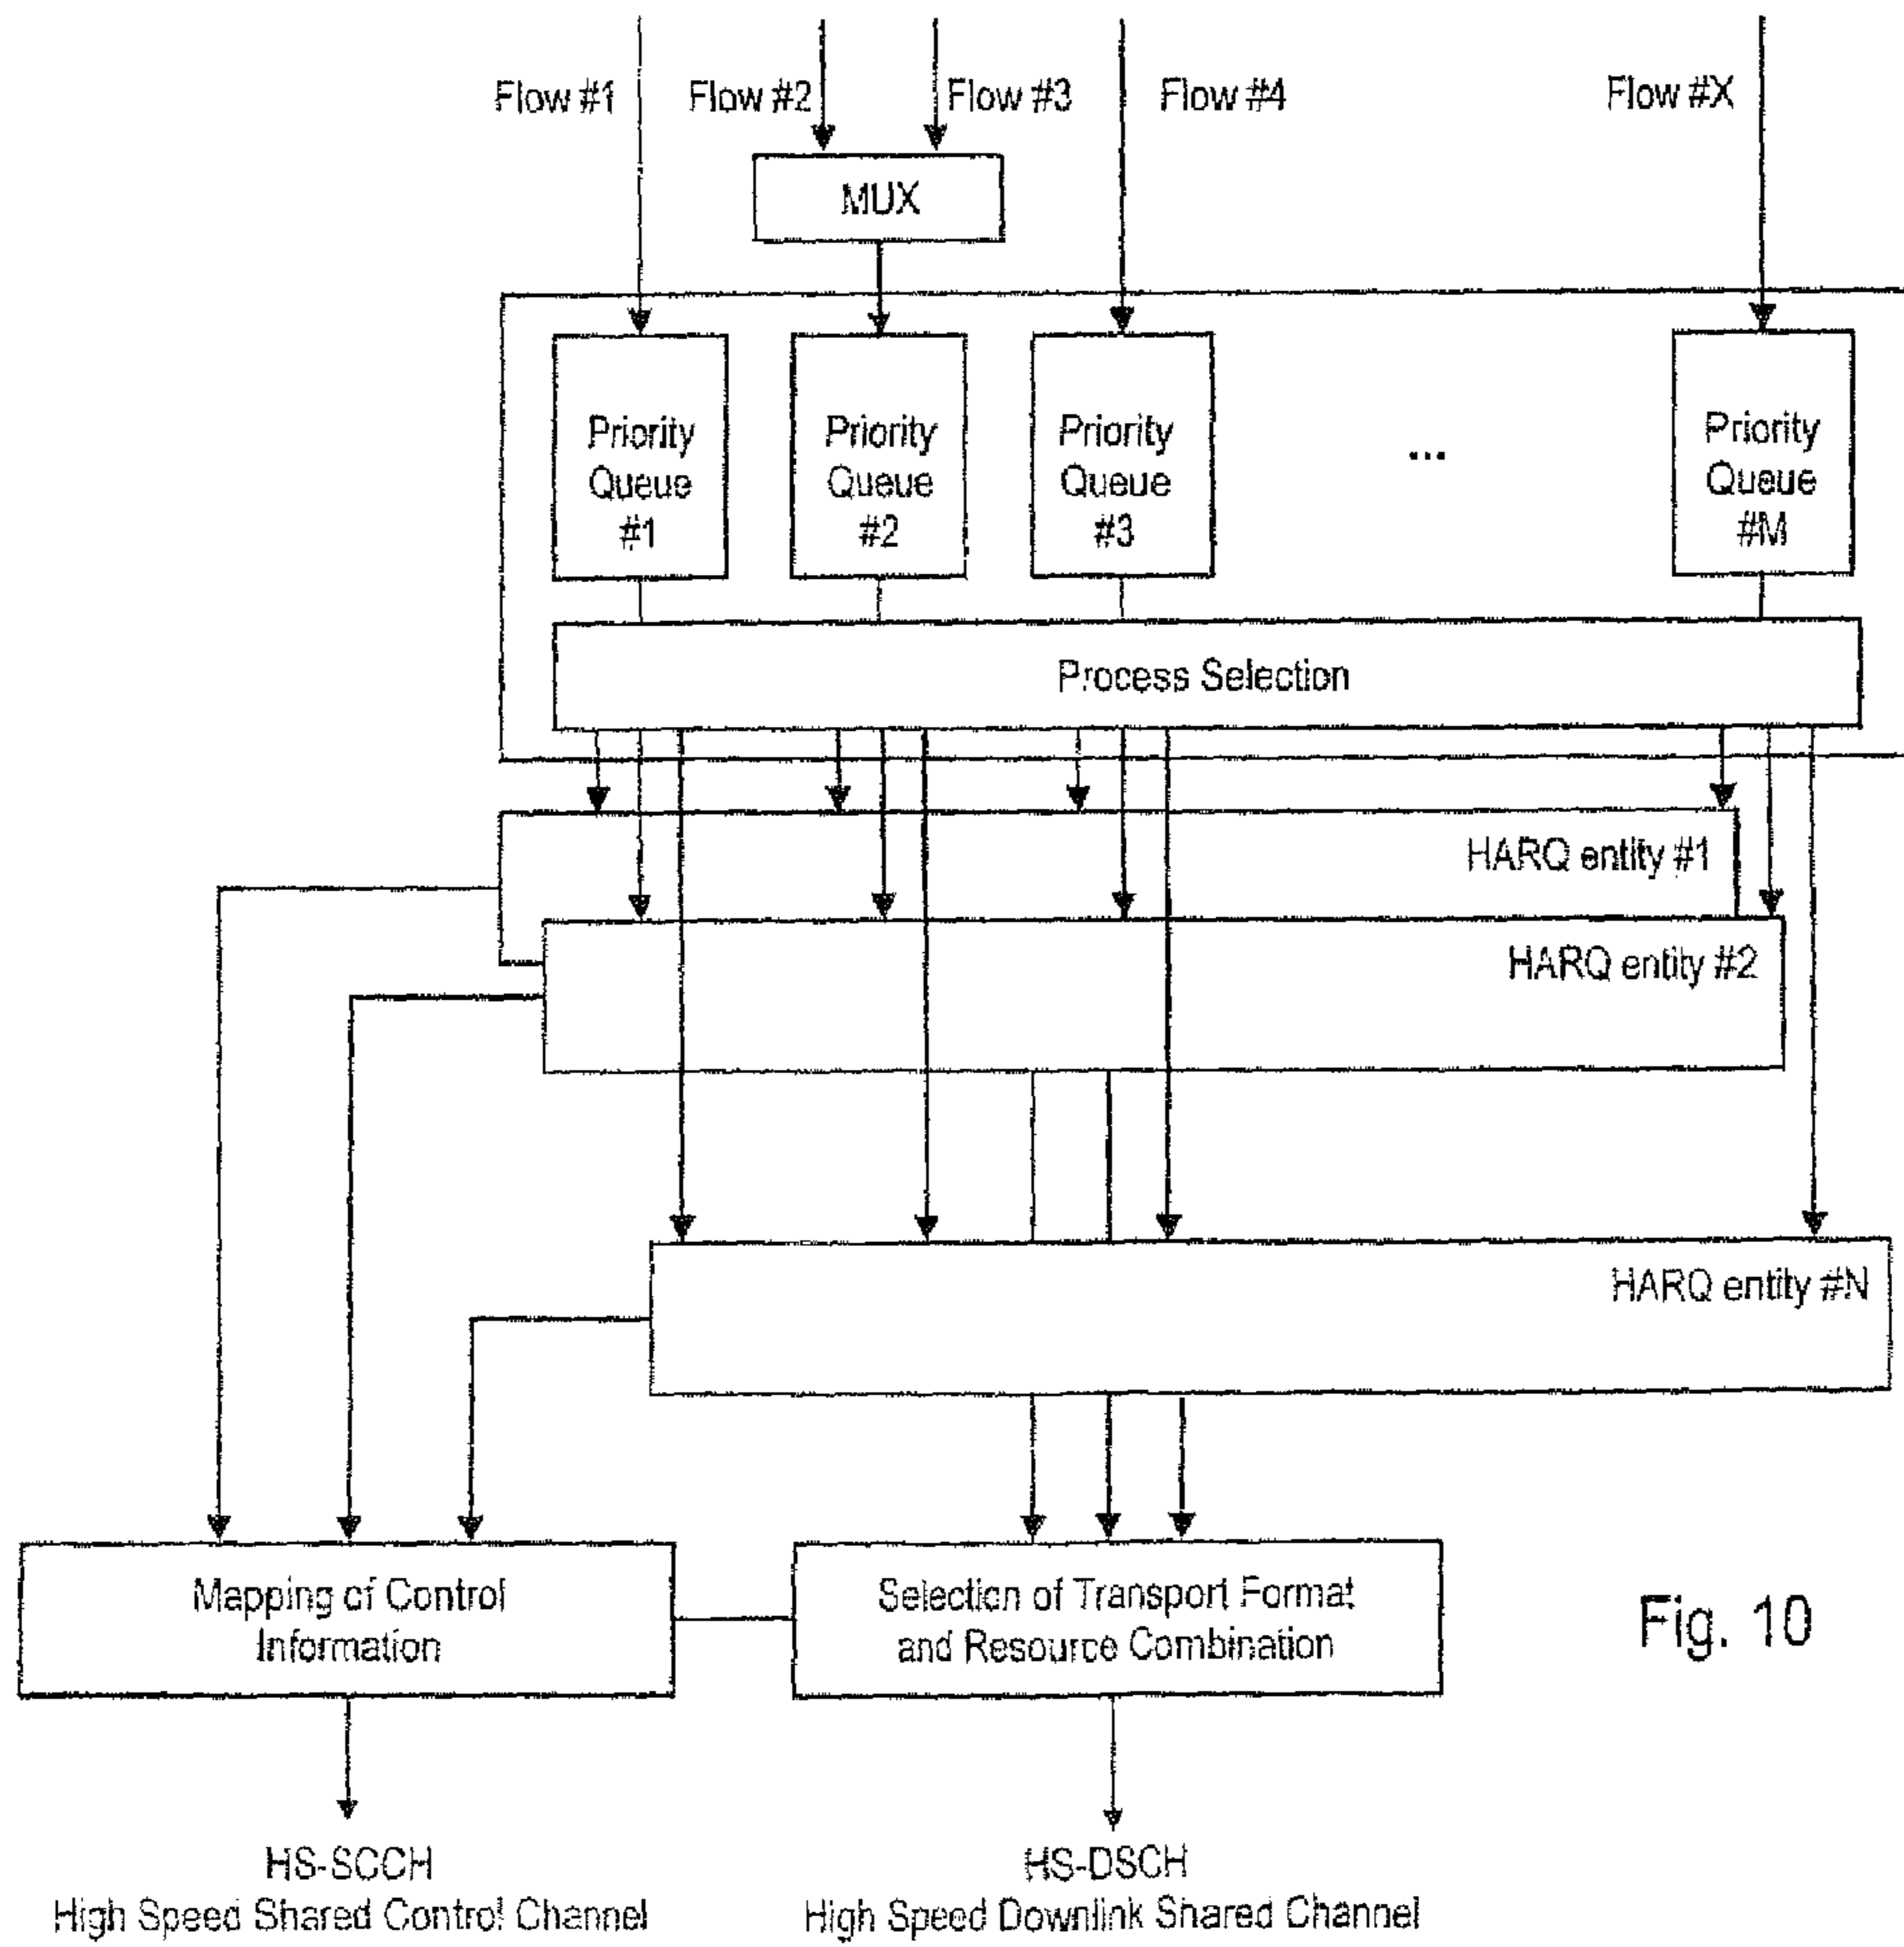 Flow #1
Flow #2
Flow #3
Flow #4
Flow #X
MUX
Priority
Queue
#1
Priority
Queue
#2
Priority
Queue
#3
...
Priority
Queue
#M
Process Selection
HARQ entity #1
HARQ entity #2
HARQ entity #N
Mapping of Control
Information
Selection of Transport Format
and Resource Combination
Fig. 10
HS-SCCH
High Speed Shared Control Channel
HS-DSCH
High Speed Downlink Shared Channel